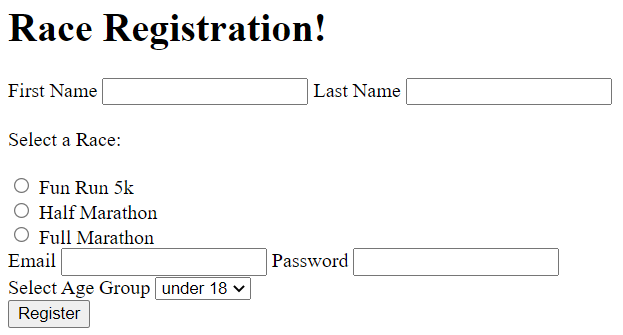 Race Registration!
First Name Last Name
Select a Race:
Fun Run 5k
Half Marathon
Full Marathon
Email Password
Select Age Group under 18
Register